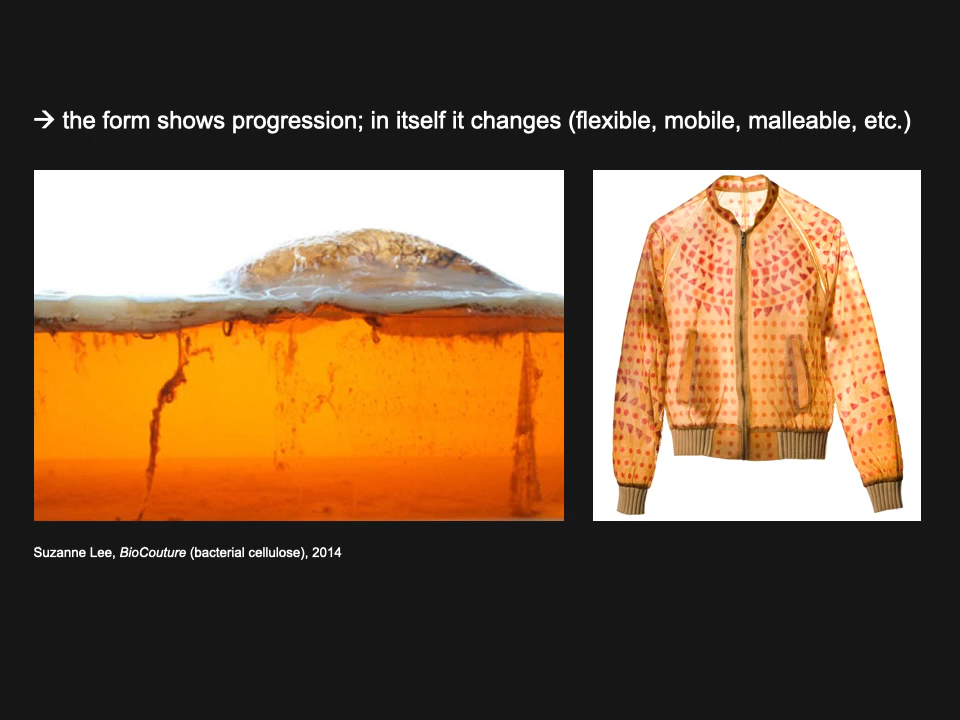 → the form shows progression; in itself it changes (flexible, mobile, malleable, etc.)
Suzanne Lee, BioCouture (bacterial cellulose), 2014